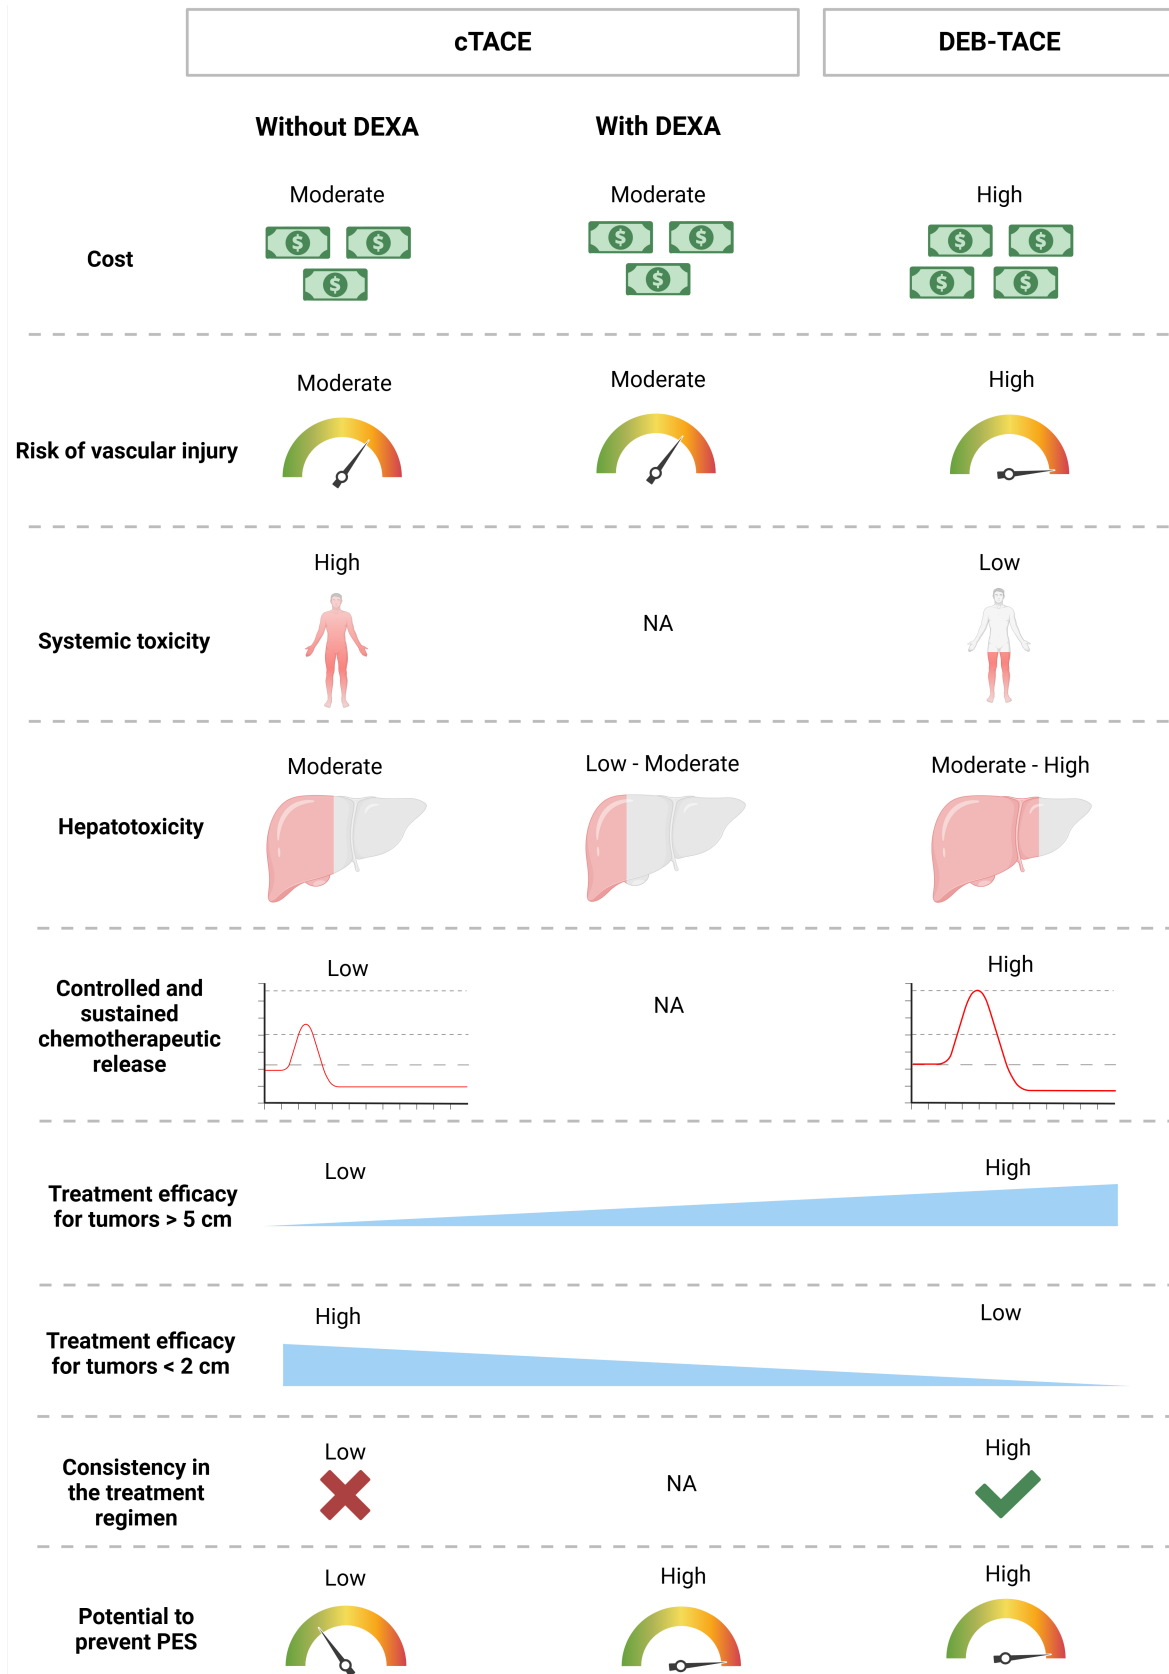 cTACE
DEB-TACE
Without DEXA
With DEXA
Cost
Moderate
Moderate
High
$ $ $
$ $ $
$ $ $ $
Risk of vascular injury
Moderate
Moderate
High
Systemic toxicity
High
NA
Low
Hepatotoxicity
Moderate
Low - Moderate
Moderate - High
Controlled and
sustained
chemotherapeutic
release
Low
NA
High
Treatment efficacy
for tumors > 5 cm
Low
High
Treatment efficacy
for tumors < 2 cm
High
Low
Consistency in
the treatment
regimen
Low
NA
High
Potential to
prevent PES
Low
High
High